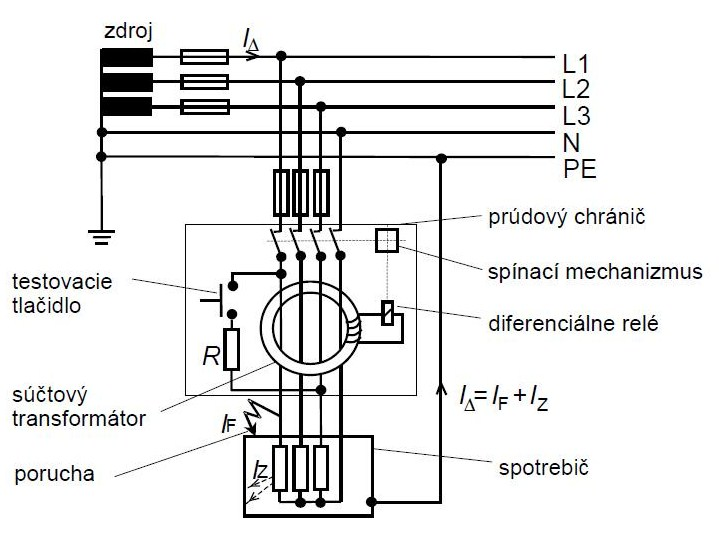 zdroj
IΔ
L1
L2
L3
N
PE
prúdový chránič
spínací mechanizmus
diferenciálne relé
testovacie
tlačidlo
R
súčtový
transformátor
IΔ= IF + IZ
IF
porucha
IZ
spotrebič